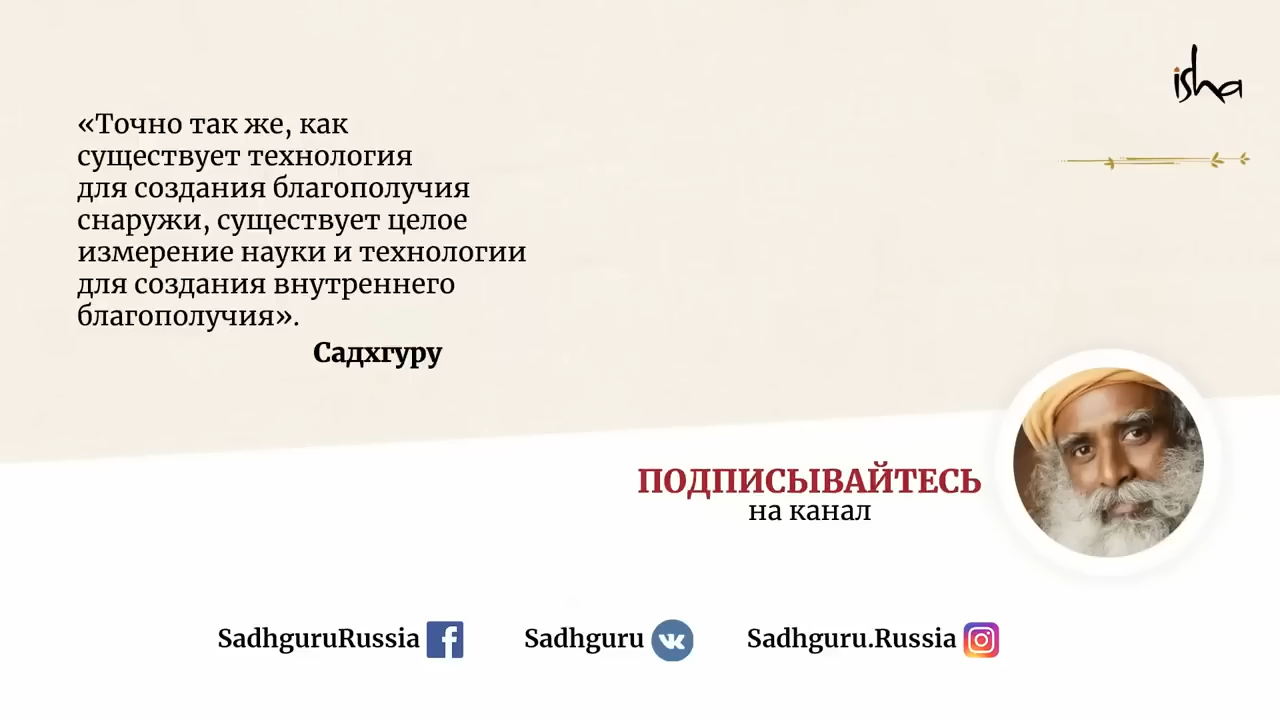 isha
«Точно так же, как
существует технология
для создания благополучия
снаружи, существует целое
измерение науки и технологии
для создания внутреннего
благополучия».
Садхгуру
ПОДПИСЫВАЙТЕСЬ
на канал
SadhguruRussia
Sadhguru
Sadhguru.Russia